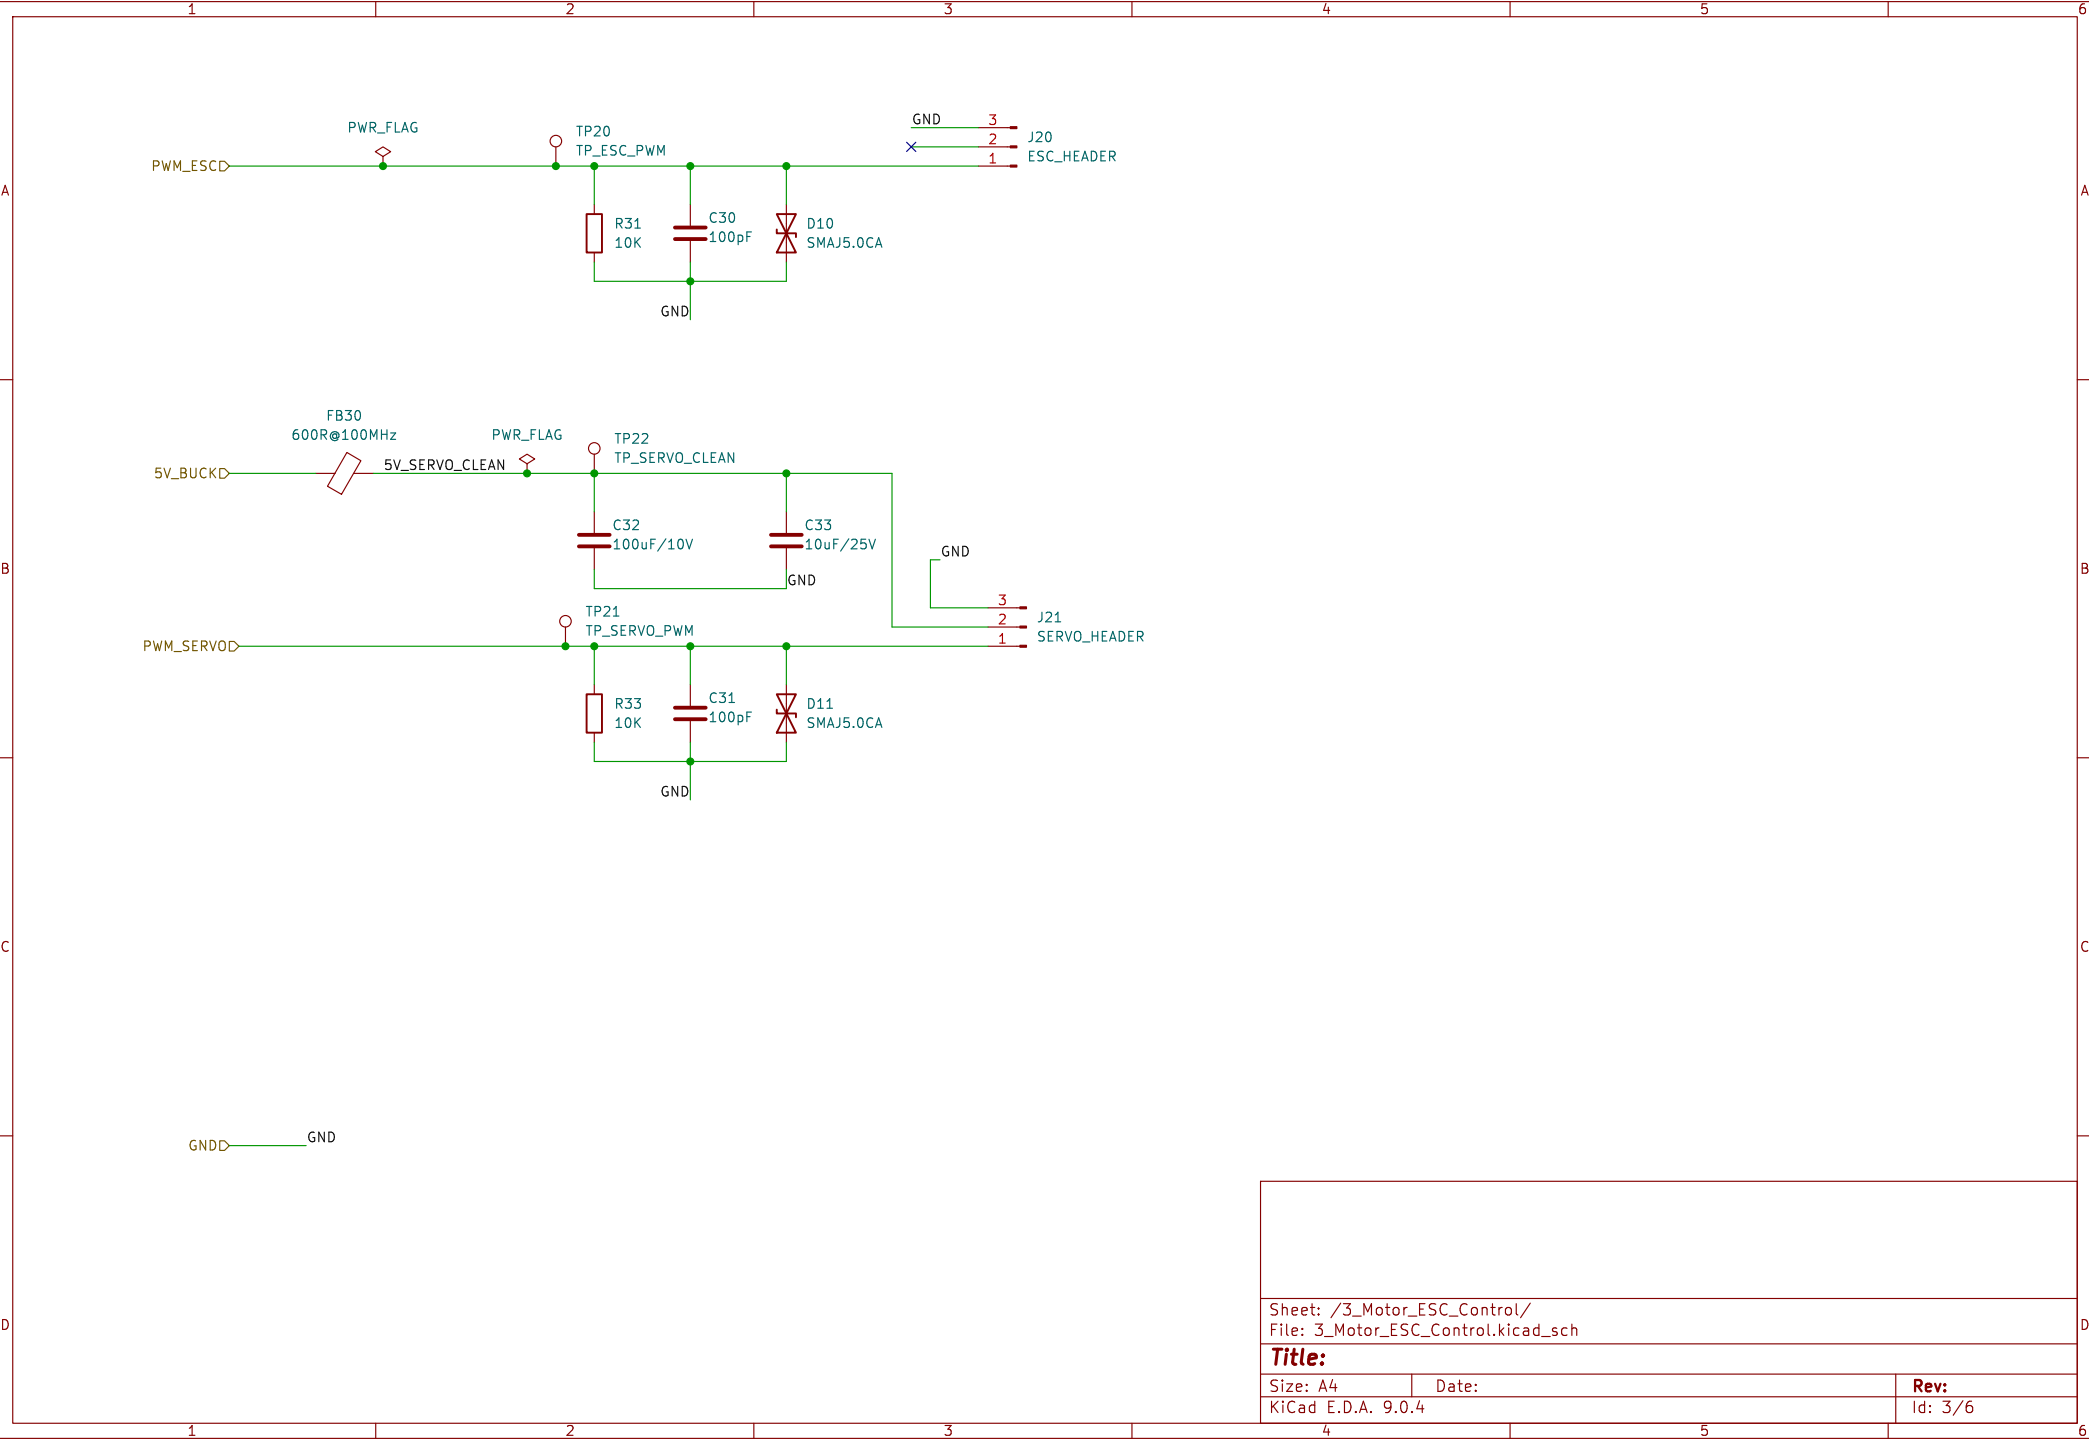 1 2 3 4 5 6
PWR_FLAG
TP20
TP_ESC_PWM
GND
3
2
1
J20
ESC_HEADER
PWM_ESC
A A
R31
10K
C30
100pF
D10
SMAJ5.0CA
GND
FB30
600R@100MHz
PWR_FLAG
TP22
TP_SERVO_CLEAN
5V_BUCK
5V_SERVO_CLEAN
C32
100uF/10V
C33
10uF/25V
GND
GND
B B
3
2
1
J21
SERVO_HEADER
TP21
TP_SERVO_PWM
PWM_SERVO
R33
10K
C31
100pF
D11
SMAJ5.0CA
GND
C C
GND
GND
D D
Sheet: /3_Motor_ESC_Control/
File: 3_Motor_ESC_Control.kicad_sch
Title:
Size: A4
Date:
Rev:
KiCad E.D.A. 9.0.4
Id: 3/6
1 2 3 4 5 6